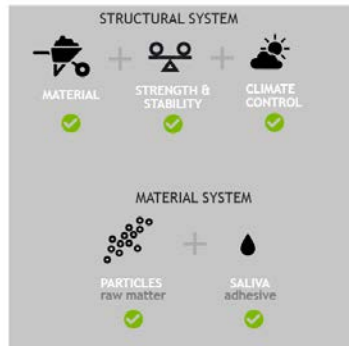 STRUCTURAL SYSTEM
MATERIAL
STRENGTH &
STABILITY
CLIMATE
CONTROL
MATERIAL SYSTEM
PARTICLES
raw matter
SALIVA
adhesive